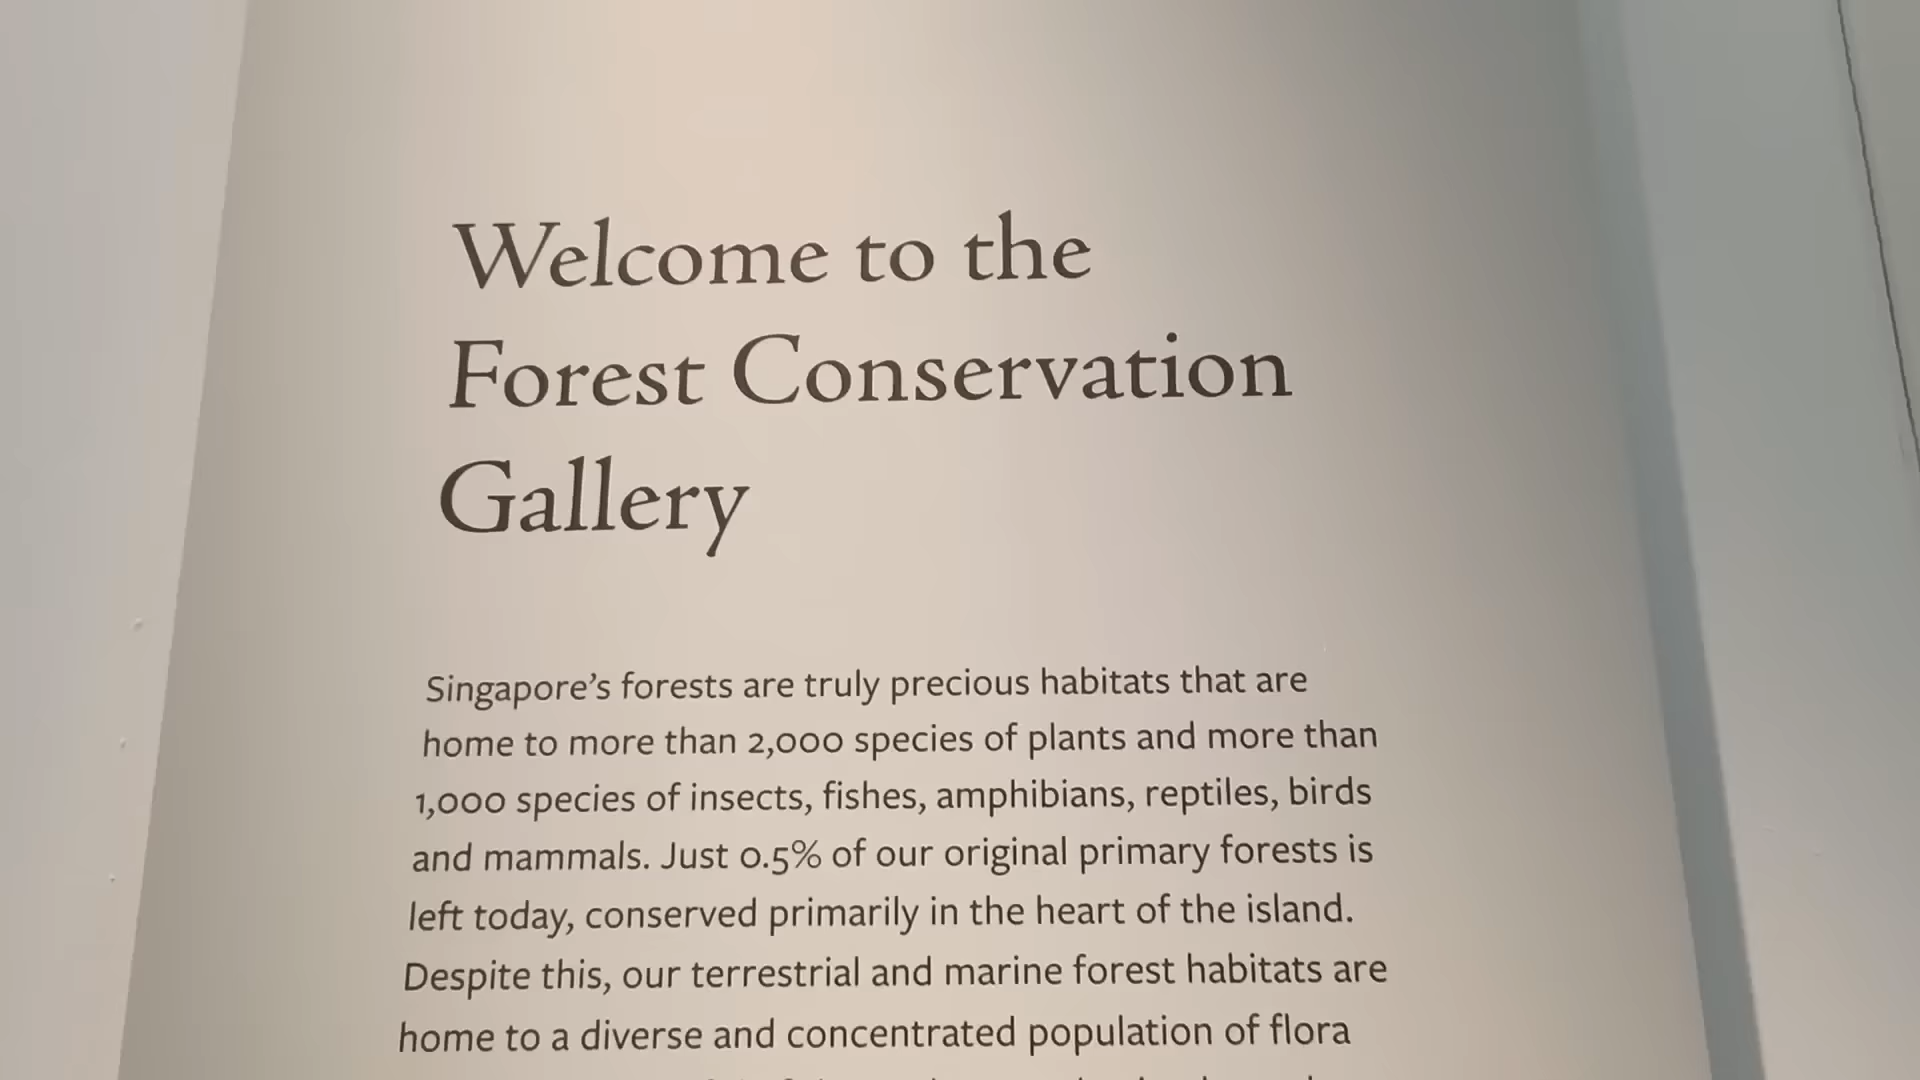 Welcome to the
Forest Conservation
Gallery
Singapore’s forests are truly precious habitats that are
home to more than 2,000 species of plants and more than
1,000 species of insects, fishes, amphibians, reptiles, birds
and mammals. Just 0.5% of our original primary forests is
left today, conserved primarily in the heart of the island.
Despite this, our terrestrial and marine forest habitats are
home to a diverse and concentrated population of flora